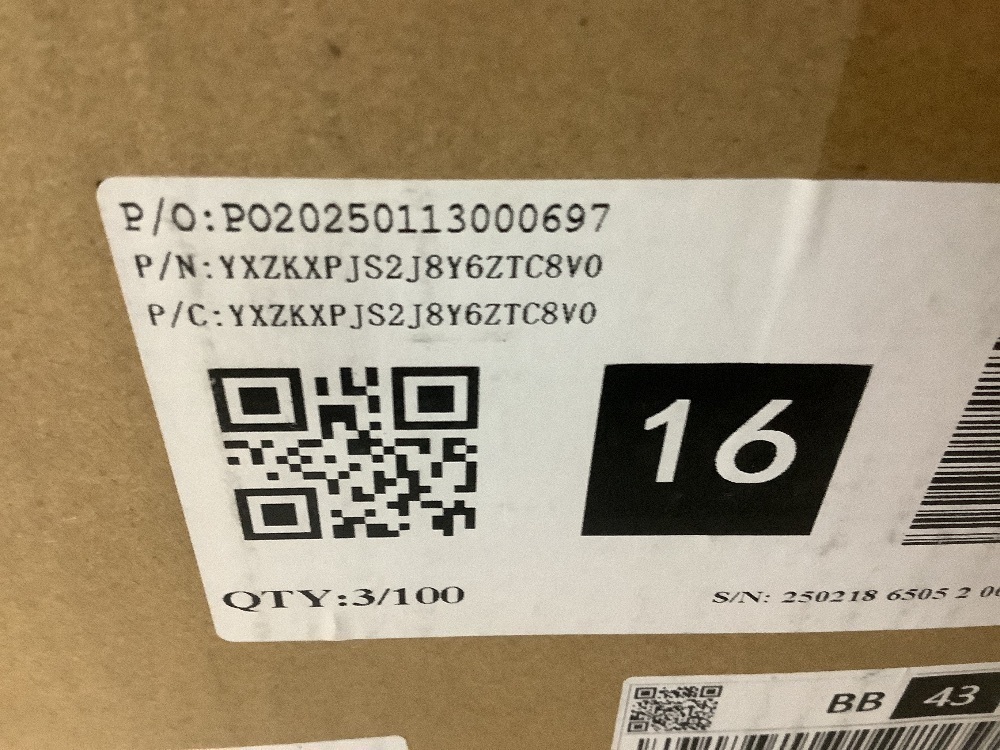 P/O:PO20250113000697
P/N:YXZKXPJS2J8Y6ZTC8V0
P/C:YXZKXPJS2J8Y6ZTC8V0
16
QTY:3/100
S/N: 250218 6505 2
BB 43